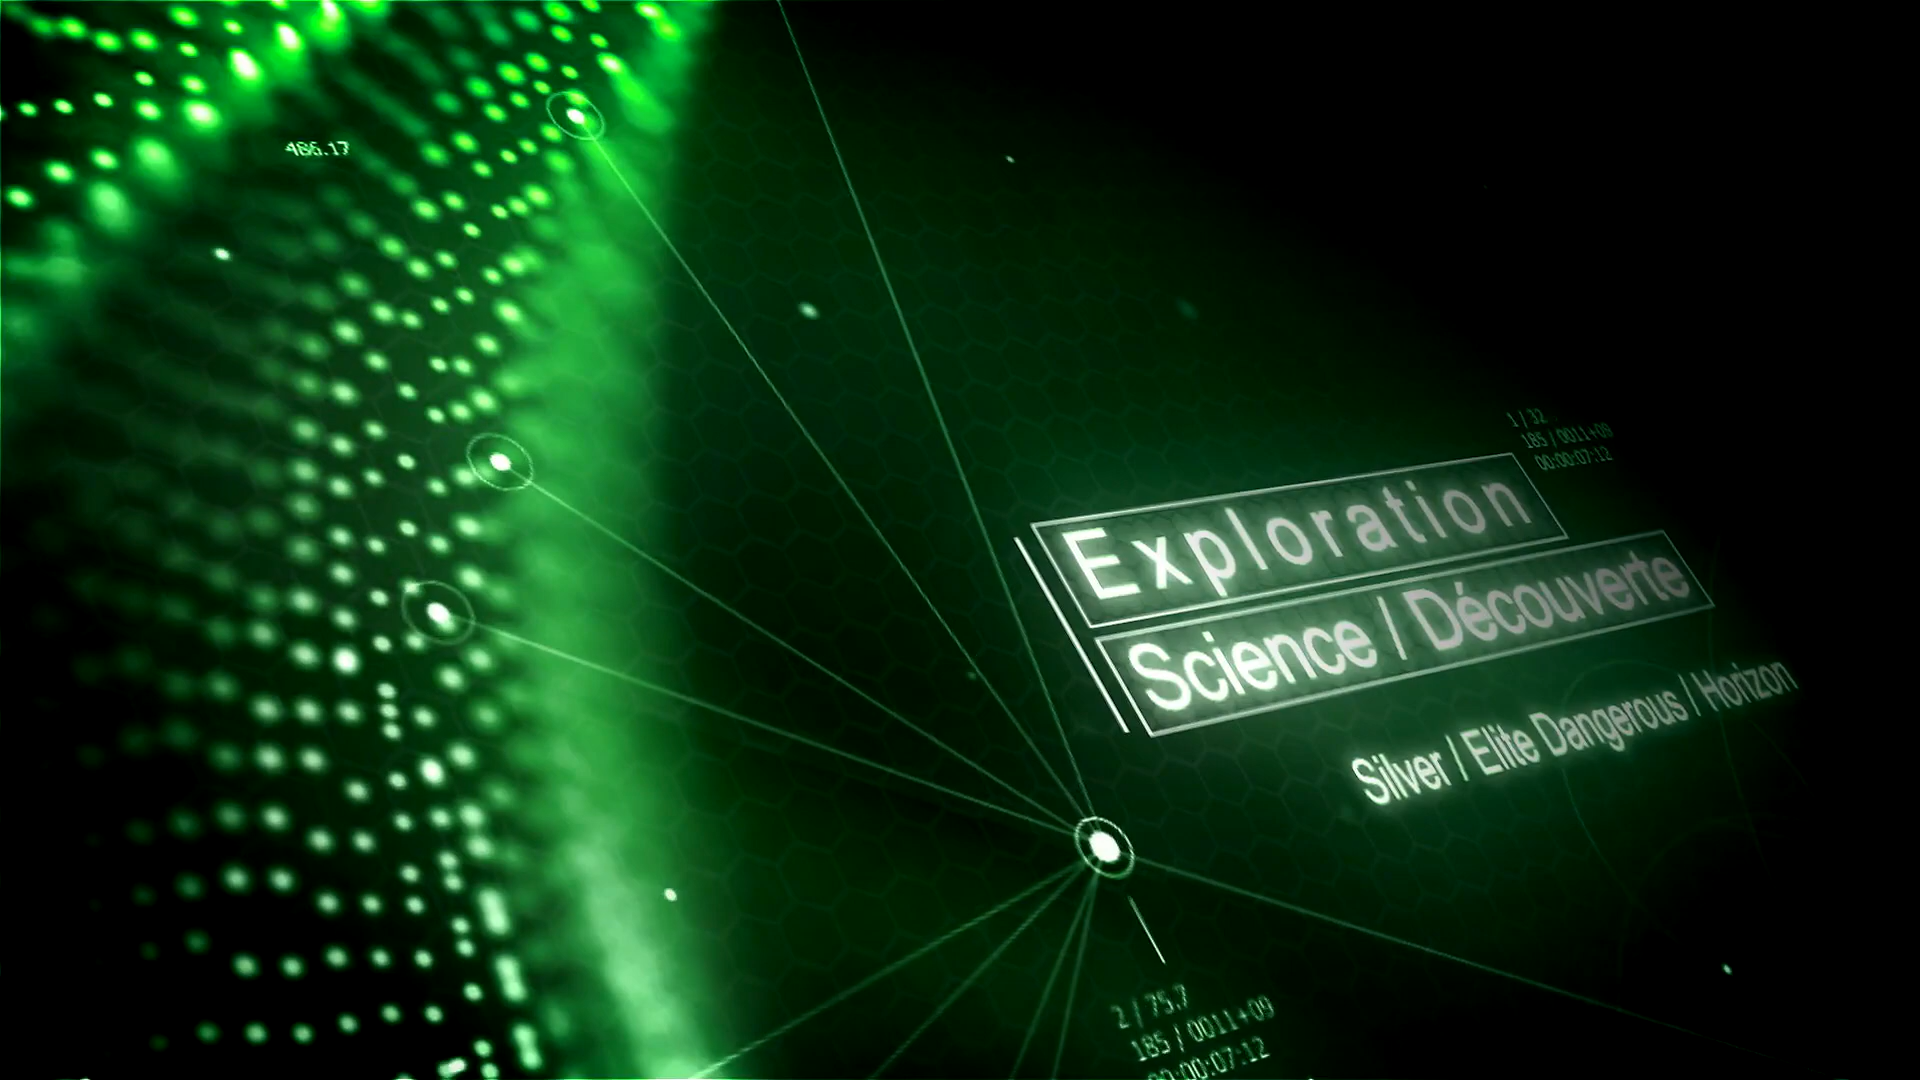 486.17
1 / 32
185 / 0011+09
00:00:07:12
Exploration
Science / Découverte
Silver / Elite Dangerous / Horizon
2 / 75.7
185 / 0011+09
00:00:07:12